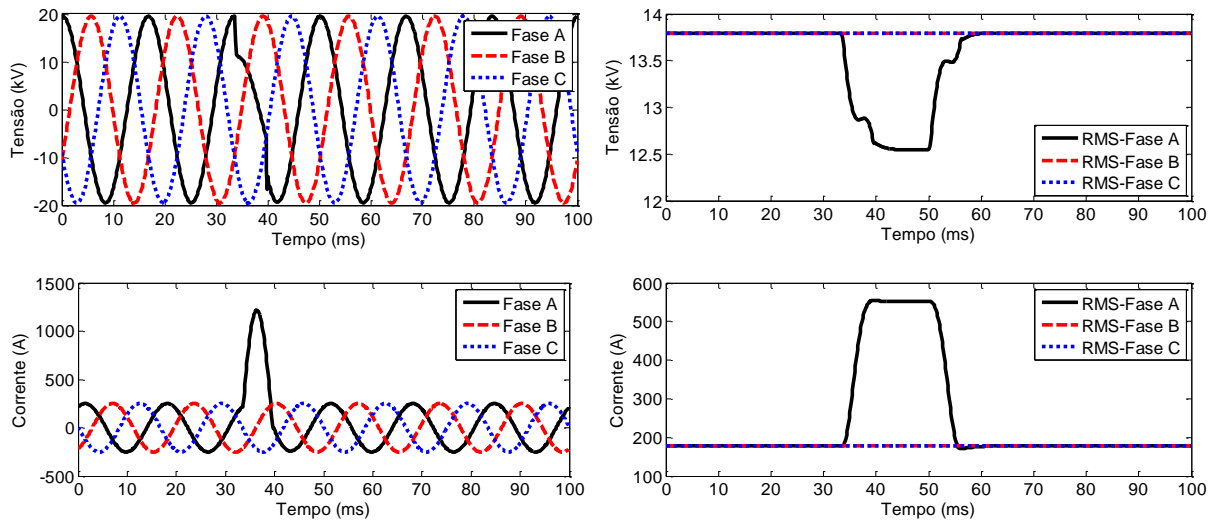 Tensão (kV)
20
10
0
-10
-20
0 10 20 30 40 50 60 70 80 90 100
Tempo (ms)
Fase A
Fase B
Fase C
Tensão (kV)
14
13.5
13
12.5
12
0 10 20 30 40 50 60 70 80 90 100
Tempo (ms)
RMS-Fase A
RMS-Fase B
RMS-Fase C
Corrente (A)
1500
1000
500
0
-500
0 10 20 30 40 50 60 70 80 90 100
Tempo (ms)
Fase A
Fase B
Fase C
Corrente (A)
600
500
400
300
200
100
0 10 20 30 40 50 60 70 80 90 100
Tempo (ms)
RMS-Fase A
RMS-Fase B
RMS-Fase C